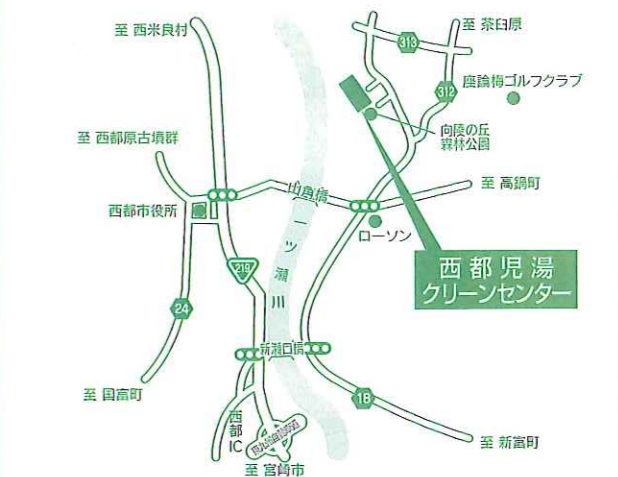 至 西米良村
至 茶臼原
313
312
座論梅ゴルフクラブ
向陵の丘
森林公園
至 西都原古墳群
山角橋
至 高鍋町
西都市役所
ローソン
一ツ瀬川
219
西都児湯
クリーンセンター
24
新瀬口橋
至 国富町
18
西都
IC
至 新富町
至 宮崎市